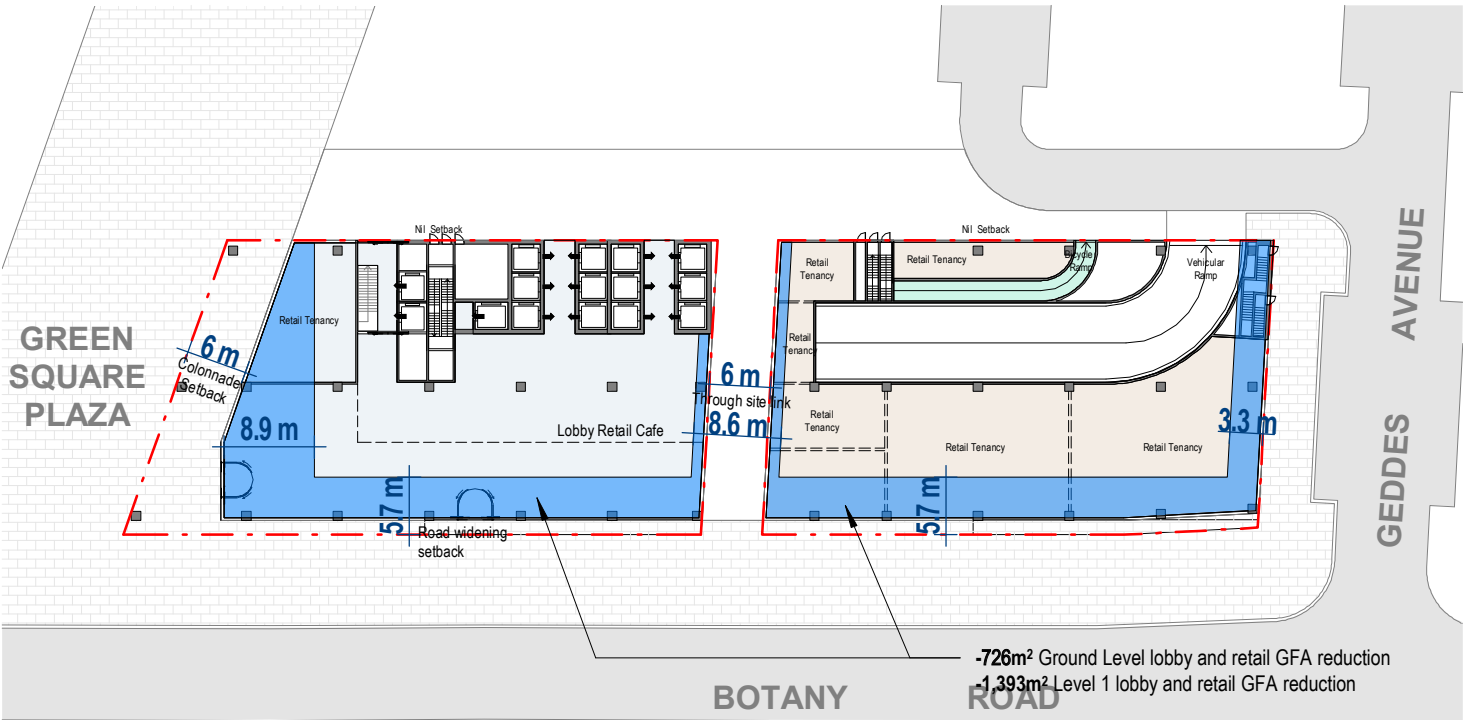 Nil Setback
Nil Setback
Retail
Tenancy
Retail Tenancy
Bicycle
Ramp
Vehicular
Ramp
Retail Tenancy
GREEN
SQUARE
PLAZA
6 m
Colonnade
Setback
Retail
Tenancy
6 m
Through site link
8.9 m
Lobby Retail Cafe
8.6 m
Retail
Tenancy
Retail Tenancy
Retail Tenancy
3.3 m
GEDDES AVENUE
5.7 m
Road widening
setback
5.7 m
-726m² Ground Level lobby and retail GFA reduction
-1,393m² Level 1 lobby and retail GFA reduction
BOTANY ROAD